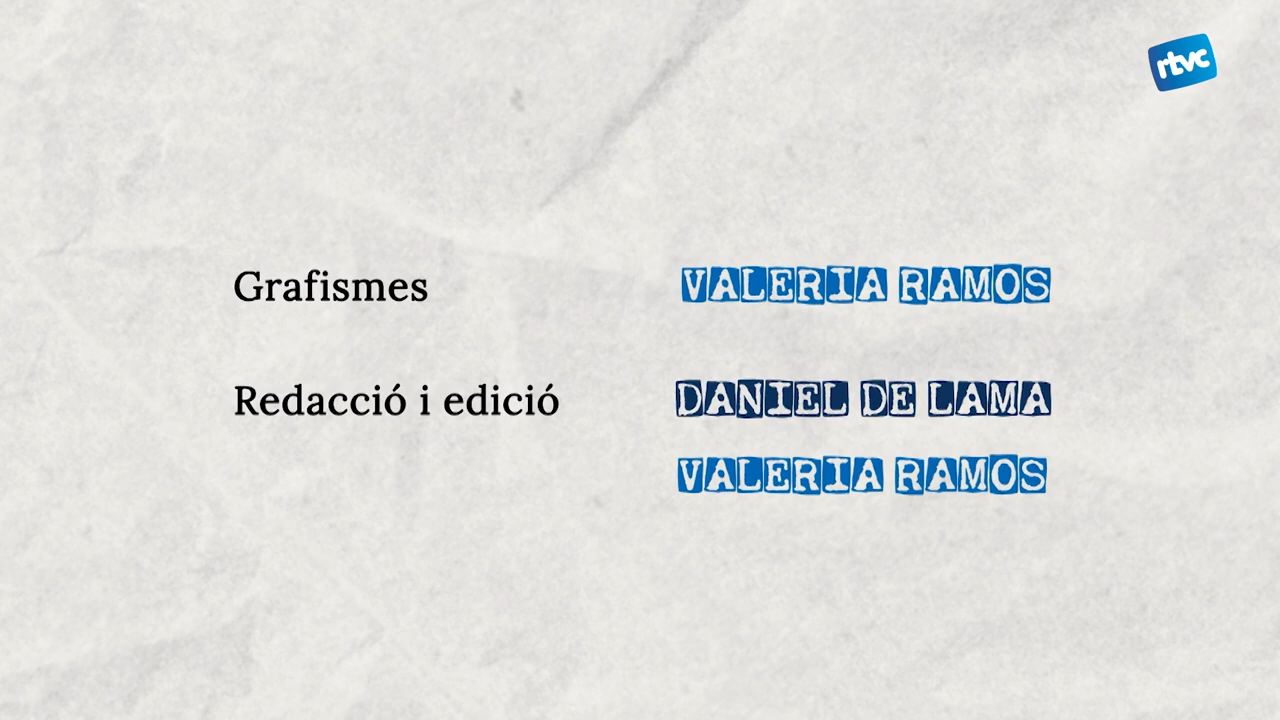 rtvc
Grafismes VALERIA RAMOS
Redacció i edició DANIEL DE LAMA
VALERIA RAMOS